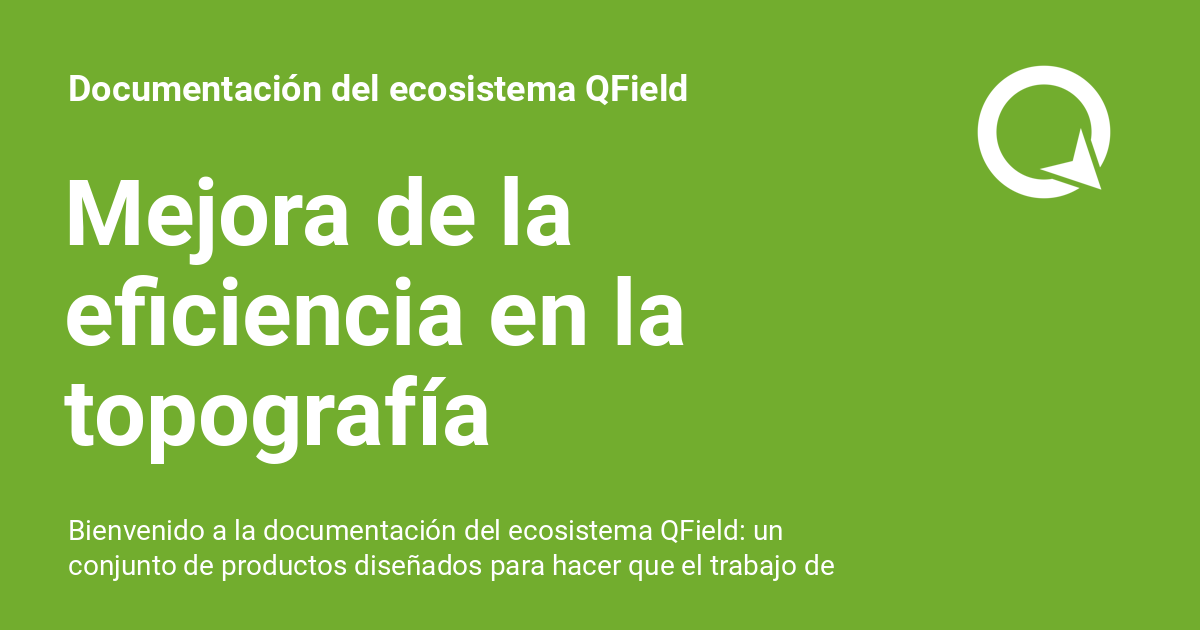 Documentación del ecosistema QField
Mejora de la
eficiencia en la
topografía
Bienvenido a la documentación del ecosistema QField: un
conjunto de productos diseñados para hacer que el trabajo de